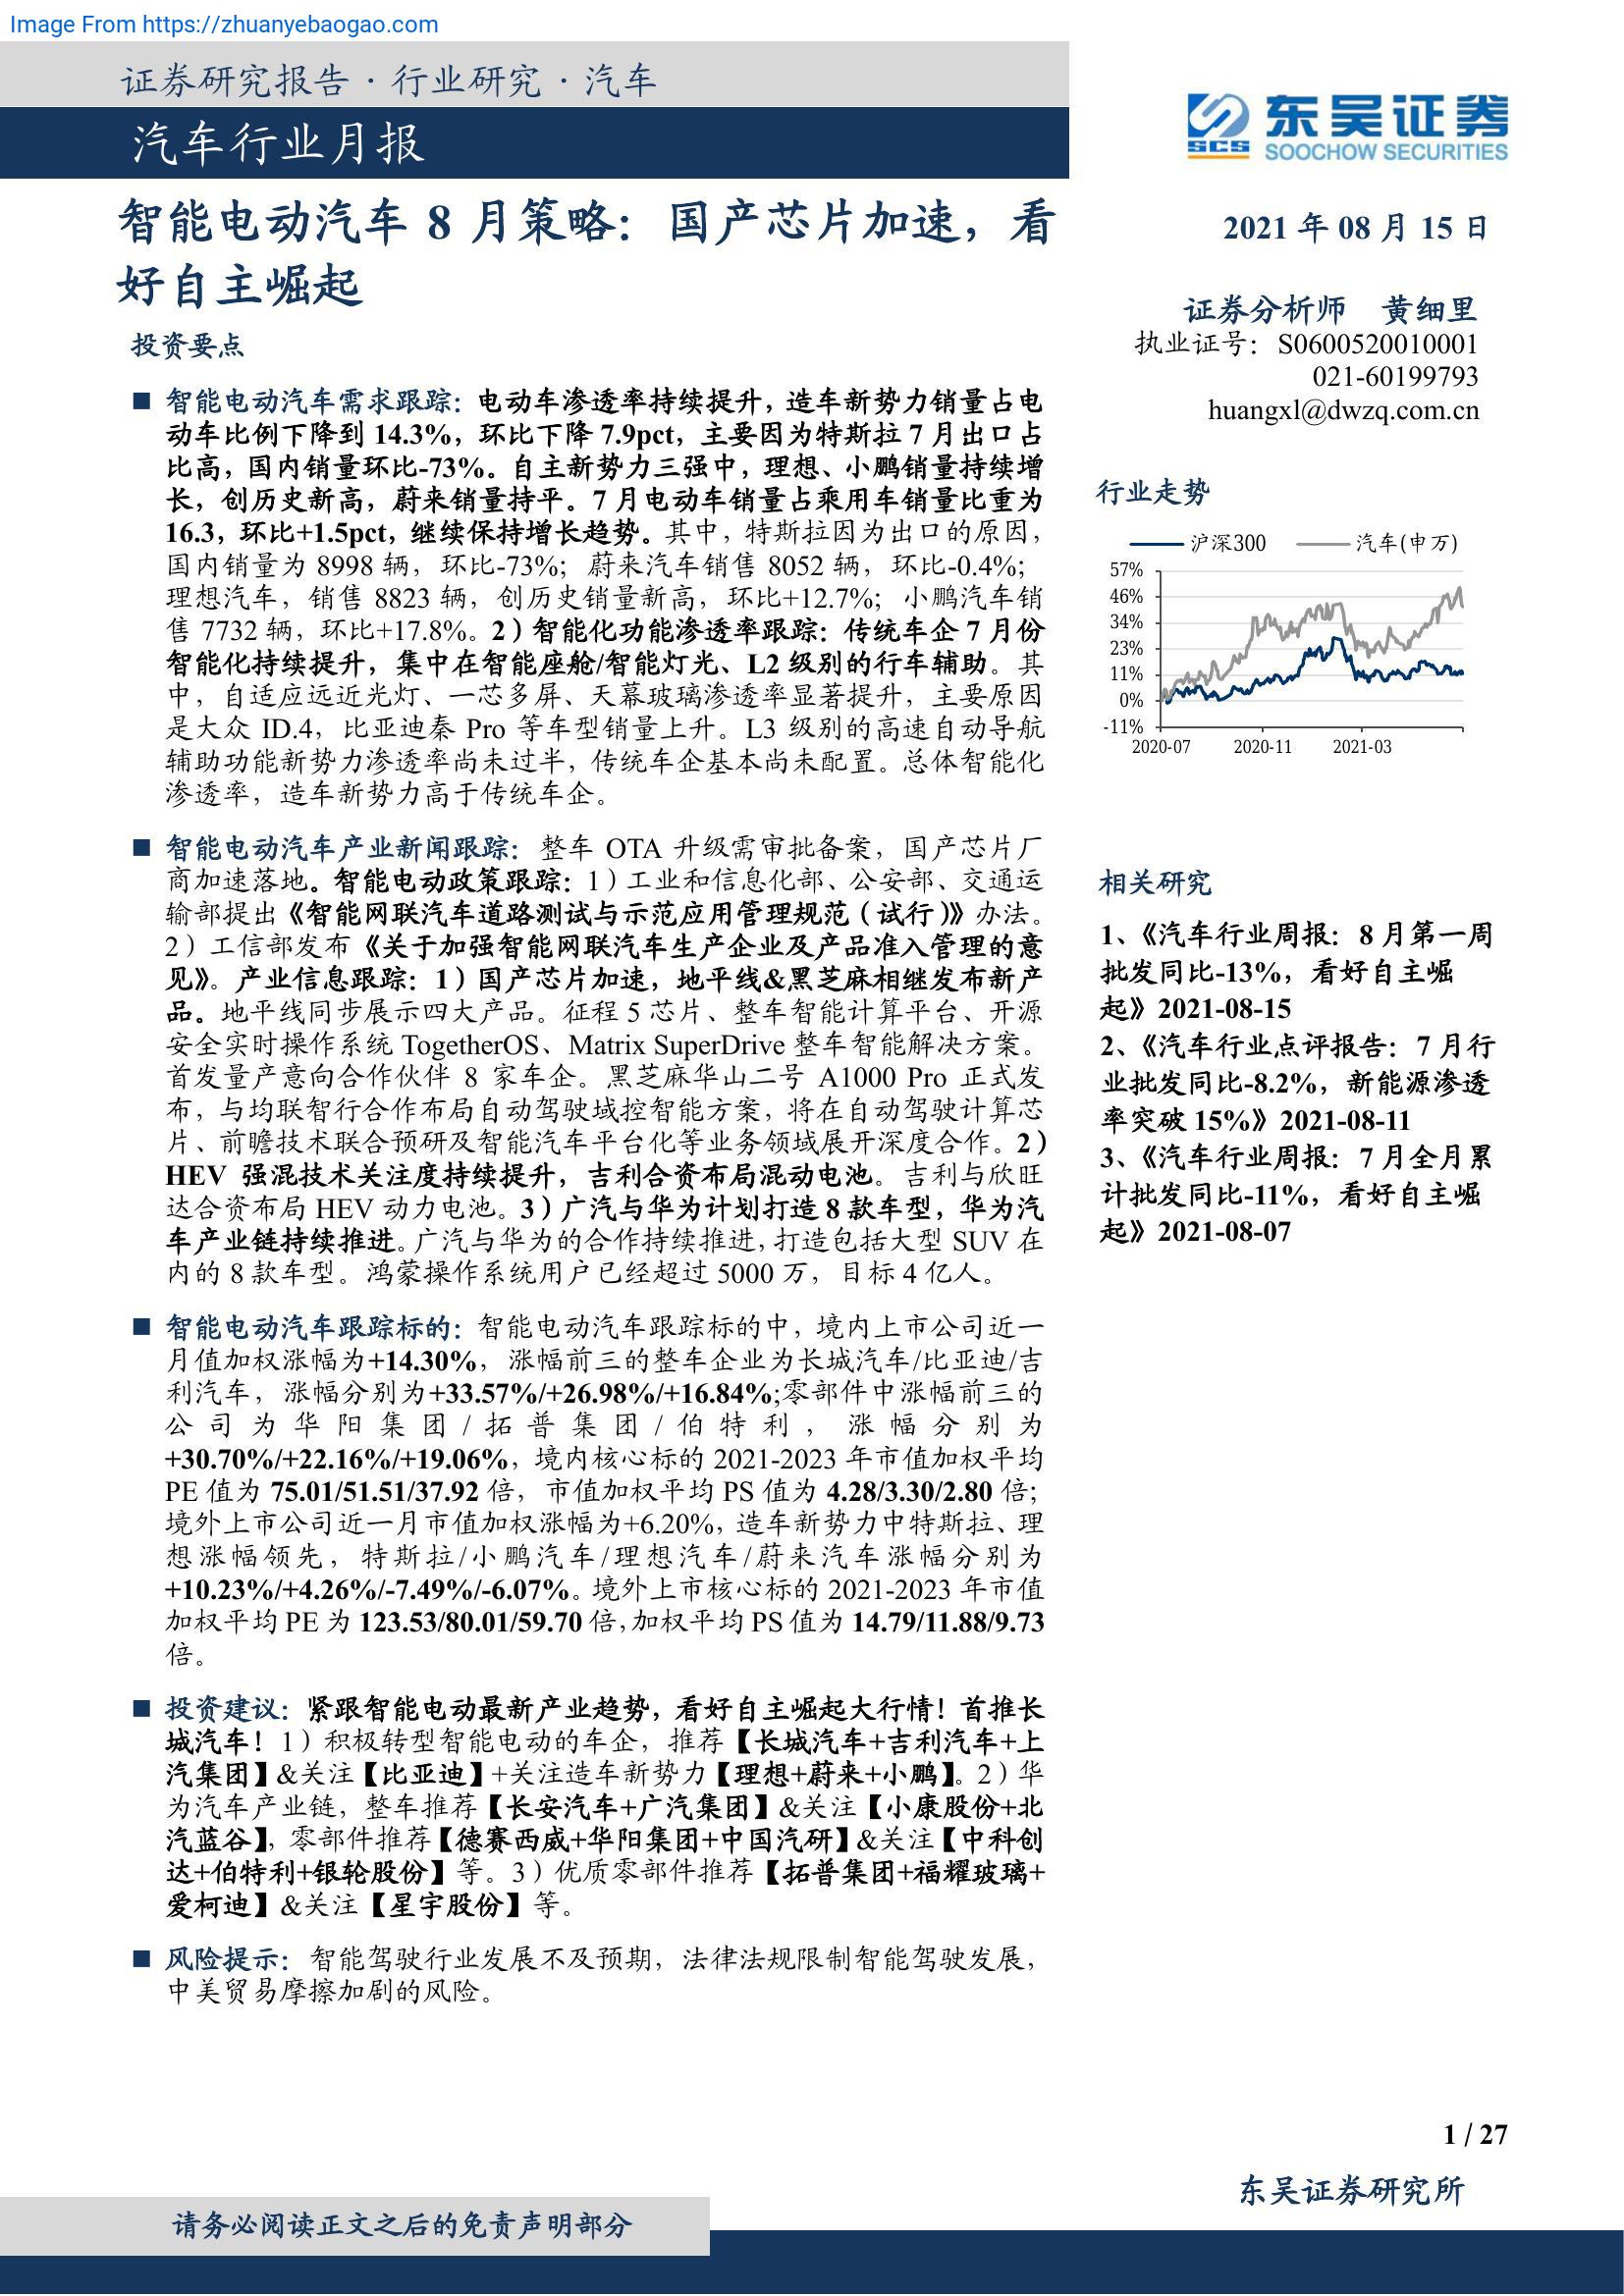 Image From https://zhuanyebaogao.com
证券研究报告·行业研究·汽车
汽车行业月报
东吴证券
SCS
SOOCHOW SECURITIES
智能电动汽车 8 月策略：国产芯片加速，看
好自主崛起
2021 年 08 月 15 日
证券分析师 黄细里
执业证号：S0600520010001
021-60199793
huangxl@dwzq.com.cn
行业走势
沪深300 汽车(申万)
57%
46%
34%
23%
11%
0%
-11%
2020-07 2020-11 2021-03
相关研究
1、《汽车行业周报：8 月第一周
批发同比-13%，看好自主崛
起》2021-08-15
2、《汽车行业点评报告：7 月行
业批发同比-8.2%，新能源渗透
率突破 15%》2021-08-11
3、《汽车行业周报：7 月全月累
计批发同比-11%，看好自主崛
起》2021-08-07
投资要点
■ 智能电动汽车需求跟踪：电动车渗透率持续提升，造车新势力销量占电
动车比例下降到 14.3%，环比下降 7.9pct，主要因为特斯拉 7 月出口占
比高，国内销量环比-73%。自主新势力三强中，理想、小鹏销量持续增
长，创历史新高，蔚来销量持平。7 月电动车销量占乘用车销量比重为
16.3，环比+1.5pct，继续保持增长趋势。其中，特斯拉因为出口的原因，
国内销量为 8998 辆，环比-73%；蔚来汽车销售 8052 辆，环比-0.4%；
理想汽车，销售 8823 辆，创历史销量新高，环比+12.7%；小鹏汽车销
售 7732 辆，环比+17.8%。2）智能化功能渗透率跟踪：传统车企 7 月份
智能化持续提升，集中在智能座舱/智能灯光、L2 级别的行车辅助。其
中，自适应远近光灯、一芯多屏、天幕玻璃渗透率显著提升，主要原因
是大众 ID.4，比亚迪秦 Pro 等车型销量上升。L3 级别的高速自动导航
辅助功能新势力渗透率尚未过半，传统车企基本尚未配置。总体智能化
渗透率，造车新势力高于传统车企。
■ 智能电动汽车产业新闻跟踪：整车 OTA 升级需审批备案，国产芯片厂
商加速落地。智能电动政策跟踪：1）工业和信息化部、公安部、交通运
输部提出《智能网联汽车道路测试与示范应用管理规范（试行）》办法。
2）工信部发布《关于加强智能网联汽车生产企业及产品准入管理的意
见》。产业信息跟踪：1）国产芯片加速，地平线&黑芝麻相继发布新产
品。地平线同步展示四大产品。征程 5 芯片、整车智能计算平台、开源
安全实时操作系统 TogetherOS、Matrix SuperDrive 整车智能解决方案。
首发量产意向合作伙伴 8 家车企。黑芝麻华山二号 A1000 Pro 正式发
布，与均联智行合作布局自动驾驶域控智能方案，将在自动驾驶计算芯
片、前瞻技术联合预研及智能汽车平台化等业务领域展开深度合作。2）
HEV 强混技术关注度持续提升，吉利合资布局混动电池。吉利与欣旺
达合资布局 HEV 动力电池。3）广汽与华为计划打造 8 款车型，华为汽
车产业链持续推进。广汽与华为的合作持续推进，打造包括大型 SUV 在
内的 8 款车型。鸿蒙操作系统用户已经超过 5000 万，目标 4 亿人。
■ 智能电动汽车跟踪标的：智能电动汽车跟踪标的中，境内上市公司近一
月值加权涨幅为+14.30%，涨幅前三的整车企业为长城汽车/比亚迪/吉
利汽车，涨幅分别为+33.57%/+26.98%/+16.84%;零部件中涨幅前三的
公司为华阳集团/拓普集团/伯特利，涨幅分别为
+30.70%/+22.16%/+19.06%，境内核心标的 2021-2023 年市值加权平均
PE 值为 75.01/51.51/37.92 倍，市值加权平均 PS 值为 4.28/3.30/2.80 倍；
境外上市公司近一月市值加权涨幅为+6.20%，造车新势力中特斯拉、理
想涨幅领先，特斯拉/小鹏汽车/理想汽车/蔚来汽车涨幅分别为
+10.23%/+4.26%/-7.49%/-6.07%。境外上市核心标的 2021-2023 年市值
加权平均 PE 为 123.53/80.01/59.70 倍，加权平均 PS 值为 14.79/11.88/9.73
倍。
■ 投资建议：紧跟智能电动最新产业趋势，看好自主崛起大行情！首推长
城汽车！1）积极转型智能电动的车企，推荐【长城汽车+吉利汽车+上
汽集团】&关注【比亚迪】+关注造车新势力【理想+蔚来+小鹏】。2）华
为汽车产业链，整车推荐【长安汽车+广汽集团】&关注【小康股份+北
汽蓝谷】，零部件推荐【德赛西威+华阳集团+中国汽研】&关注【中科创
达+伯特利+银轮股份】等。3）优质零部件推荐【拓普集团+福耀玻璃+
爱柯迪】&关注【星宇股份】等。
■ 风险提示：智能驾驶行业发展不及预期，法律法规限制智能驾驶发展，
中美贸易摩擦加剧的风险。
1 / 27
东吴证券研究所
请务必阅读正文之后的免责声明部分